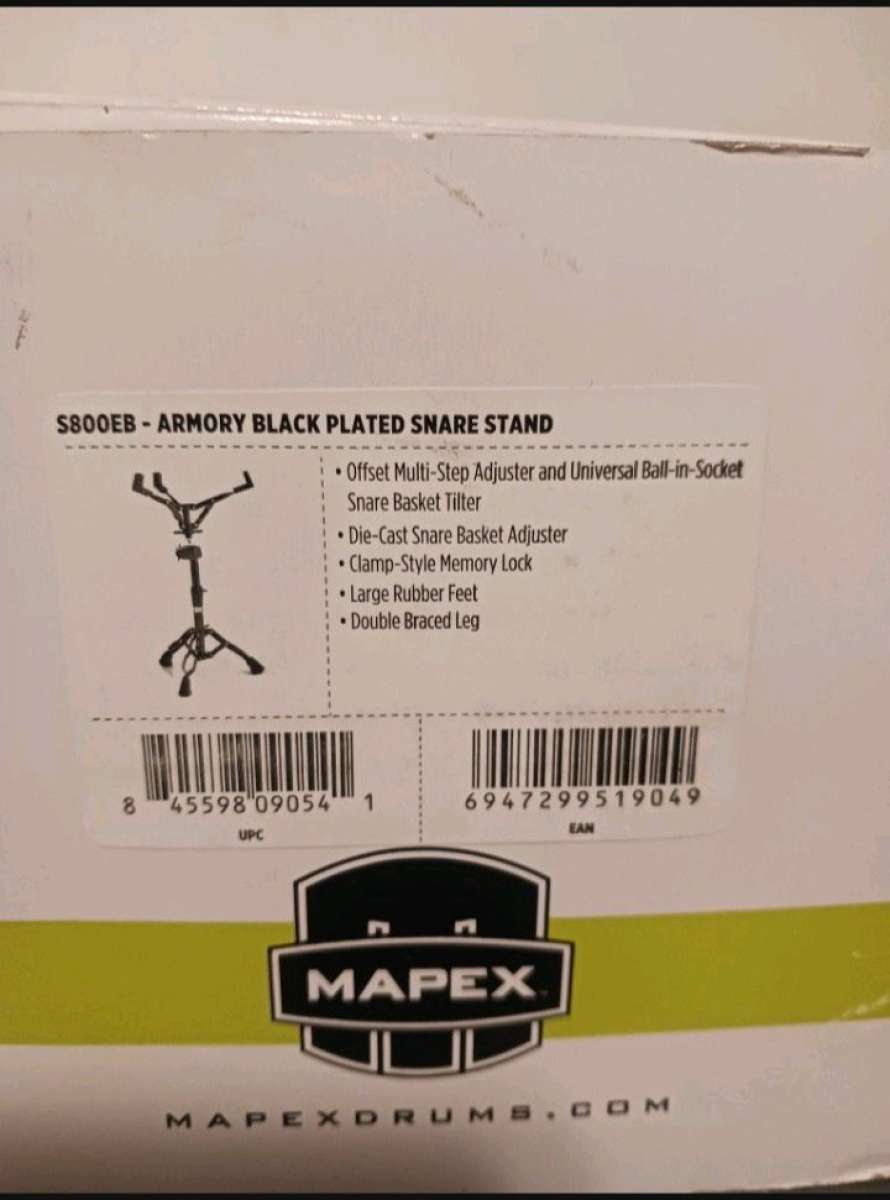 S800EB - ARMORY BLACK PLATED SNARE STAND
• Offset Multi-Step Adjuster and Universal Ball-in-Socket
Snare Basket Tilter
• Die-Cast Snare Basket Adjuster
• Clamp-Style Memory Lock
• Large Rubber Feet
• Double Braced Leg
8 45598 09054 1
UPC
6947299519049
EAN
MAPEX
MAPEXDRUMS.COM